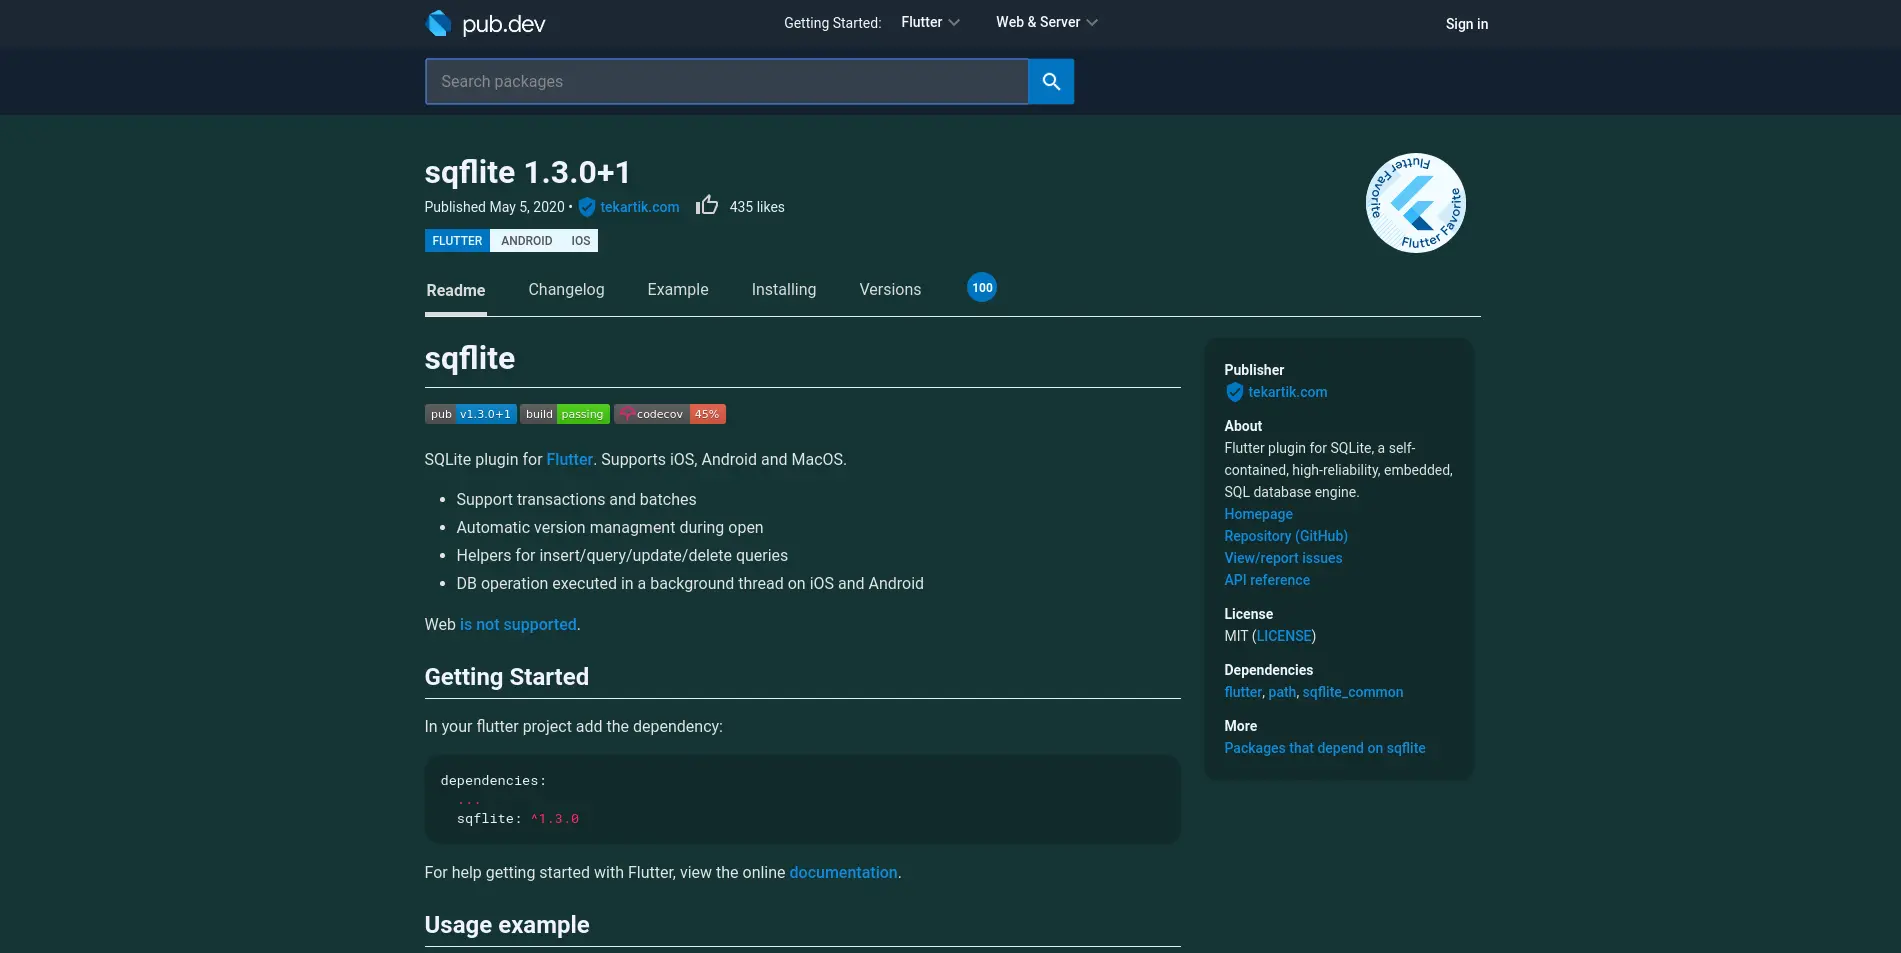 pub.dev
Getting Started: Flutter Web & Server
Sign in
Search packages
sqflite 1.3.0+1
Published May 5, 2020 • tekartik.com 435 likes
FLUTTER ANDROID IOS
Flutter Favorite Flutter Favorite
Readme Changelog Example Installing Versions 100
sqflite
pub v1.3.0+1 build passing codecov 45%
SQLite plugin for Flutter. Supports iOS, Android and MacOS.
• Support transactions and batches
• Automatic version managment during open
• Helpers for insert/query/update/delete queries
• DB operation executed in a background thread on iOS and Android
Web is not supported.
Getting Started
In your flutter project add the dependency:
dependencies:
...
sqflite: ^1.3.0
For help getting started with Flutter, view the online documentation.
Usage example
Publisher
tekartik.com
About
Flutter plugin for SQLite, a self-
contained, high-reliability, embedded,
SQL database engine.
Homepage
Repository (GitHub)
View/report issues
API reference
License
MIT (LICENSE)
Dependencies
flutter, path, sqflite_common
More
Packages that depend on sqflite